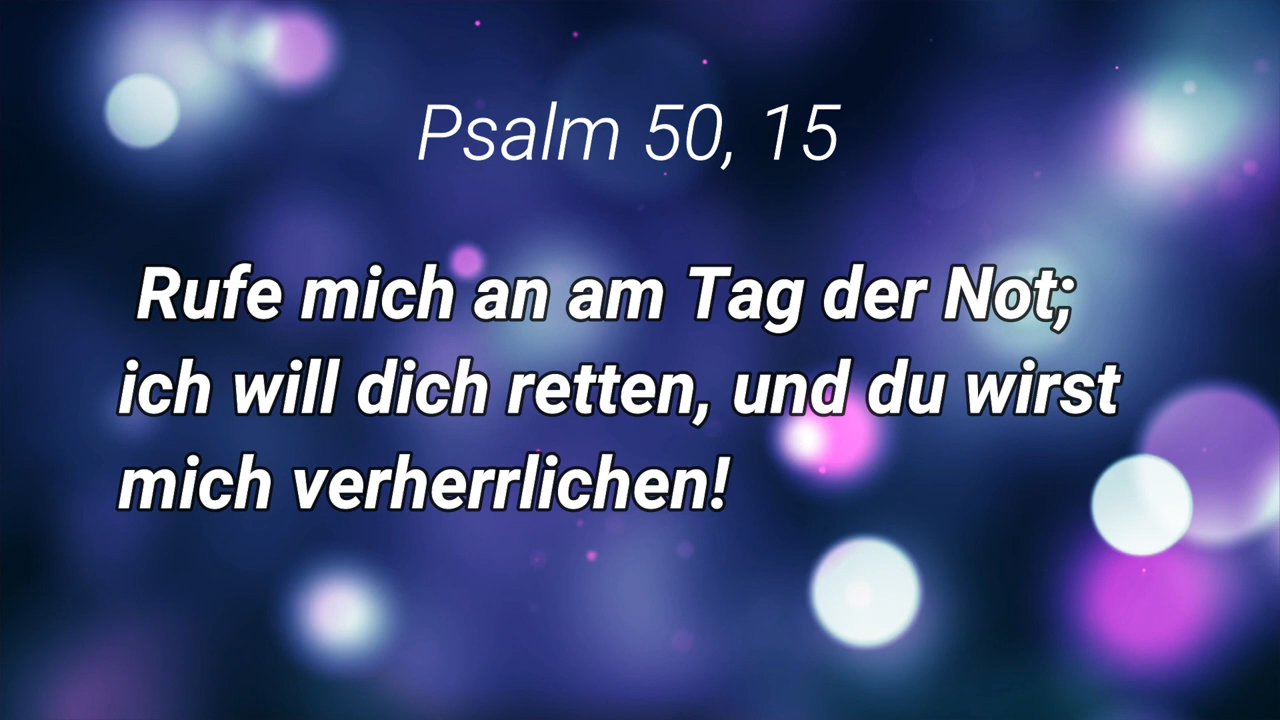 Psalm 50, 15
Rufe mich an am Tag der Not;
ich will dich retten, und du wirst
mich verherrlichen!